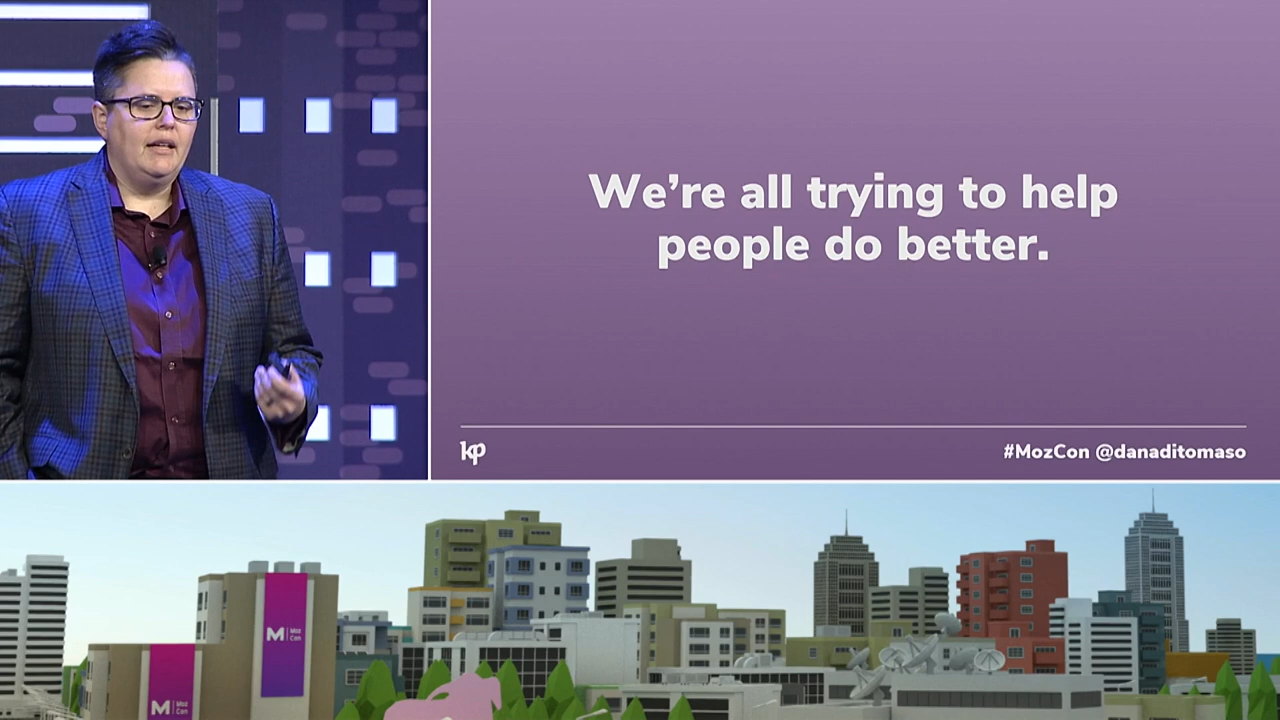 We're all trying to help
people do better.
kp
#MozCon @danaditomaso
M Moz
Con
M Moz
Con